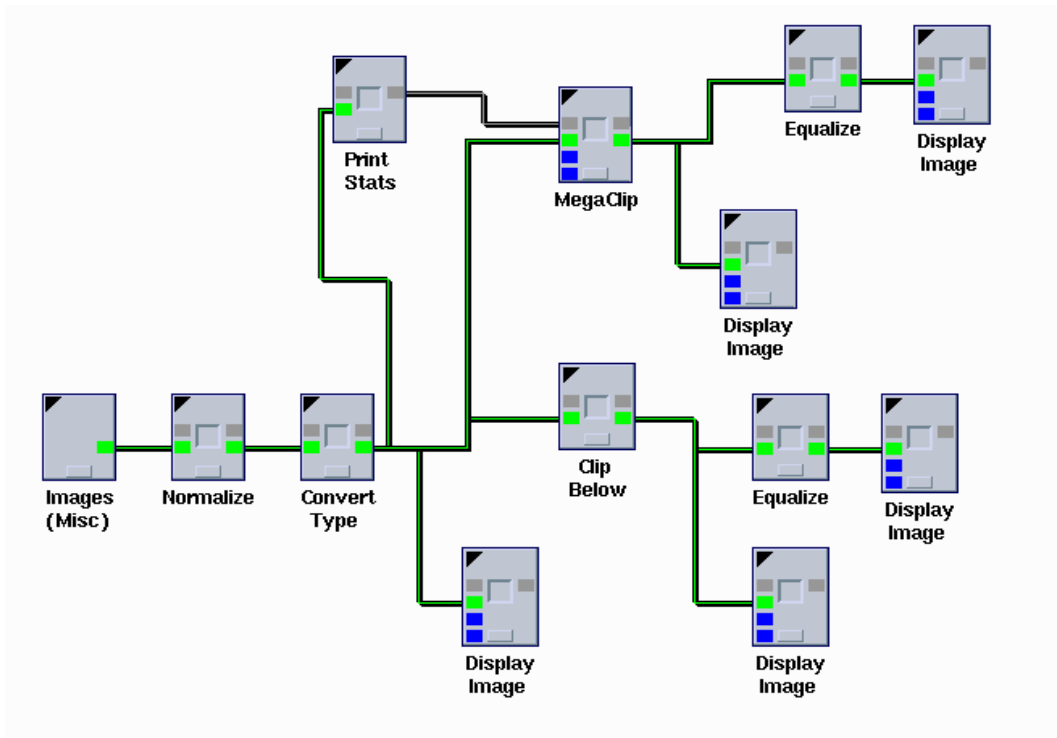 Equalize
Display
Image
Print
Stats
MegaClip
Display
Image
Images
(Misc)
Normalize
Convert
Type
Clip
Below
Equalize
Display
Image
Display
Image
Display
Image